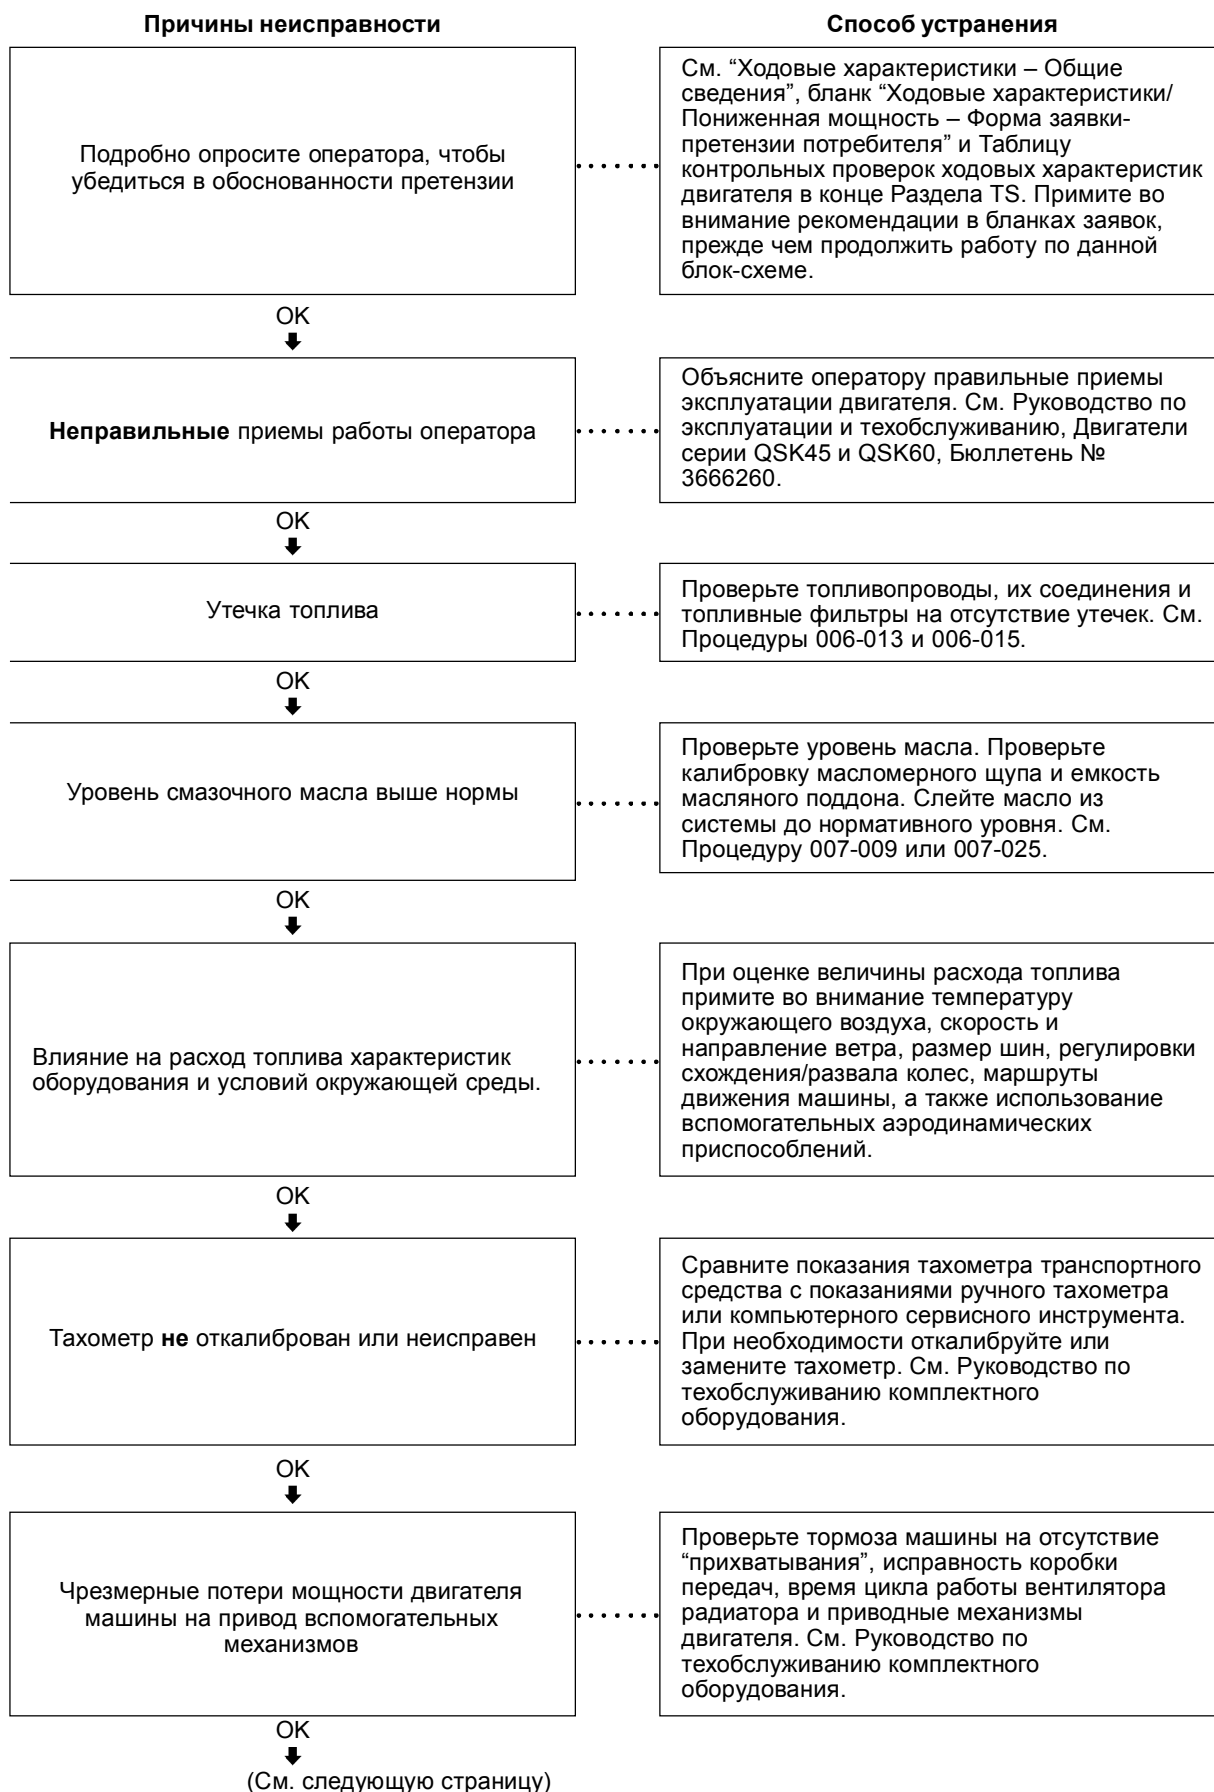 Причины неисправности
Способ устранения
Подробно опросите оператора, чтобы
убедиться в обоснованности претензии
См. “Ходовые характеристики – Общие
сведения”, бланк “Ходовые характеристики/
Пониженная мощность – Форма заявки-
претензии потребителя” и Таблицу
контрольных проверок ходовых характеристик
двигателя в конце Раздела TS. Примите во
внимание рекомендации в бланках заявок,
прежде чем продолжить работу по данной
блок-схеме.
OK
Неправильные приемы работы оператора
Объясните оператору правильные приемы
эксплуатации двигателя. См. Руководство по
эксплуатации и техобслуживанию, Двигатели
серии QSK45 и QSK60, Бюллетень №
3666260.
OK
Утечка топлива
Проверьте топливопроводы, их соединения и
топливные фильтры на отсутствие утечек. См.
Процедуры 006-013 и 006-015.
OK
Уровень смазочного масла выше нормы
Проверьте уровень масла. Проверьте
калибровку масломерного щупа и емкость
масляного поддона. Слейте масло из
системы до нормативного уровня. См.
Процедуру 007-009 или 007-025.
OK
Влияние на расход топлива характеристик
оборудования и условий окружающей среды.
При оценке величины расхода топлива
примите во внимание температуру
окружающего воздуха, скорость и
направление ветра, размер шин, регулировки
схождения/развала колес, маршруты
движения машины, а также использование
вспомогательных аэродинамических
приспособлений.
OK
Тахометр не откалиброван или неисправен
Сравните показания тахометра транспортного
средства с показаниями ручного тахометра
или компьютерного сервисного инструмента.
При необходимости откалибруйте или
замените тахометр. См. Руководство по
техобслуживанию комплектного
оборудования.
OK
Чрезмерные потери мощности двигателя
машины на привод вспомогательных
механизмов
Проверьте тормоза машины на отсутствие
“прихватывания”, исправность коробки
передач, время цикла работы вентилятора
радиатора и приводные механизмы
двигателя. См. Руководство по
техобслуживанию комплектного
оборудования.
OK
(См. следующую страницу)